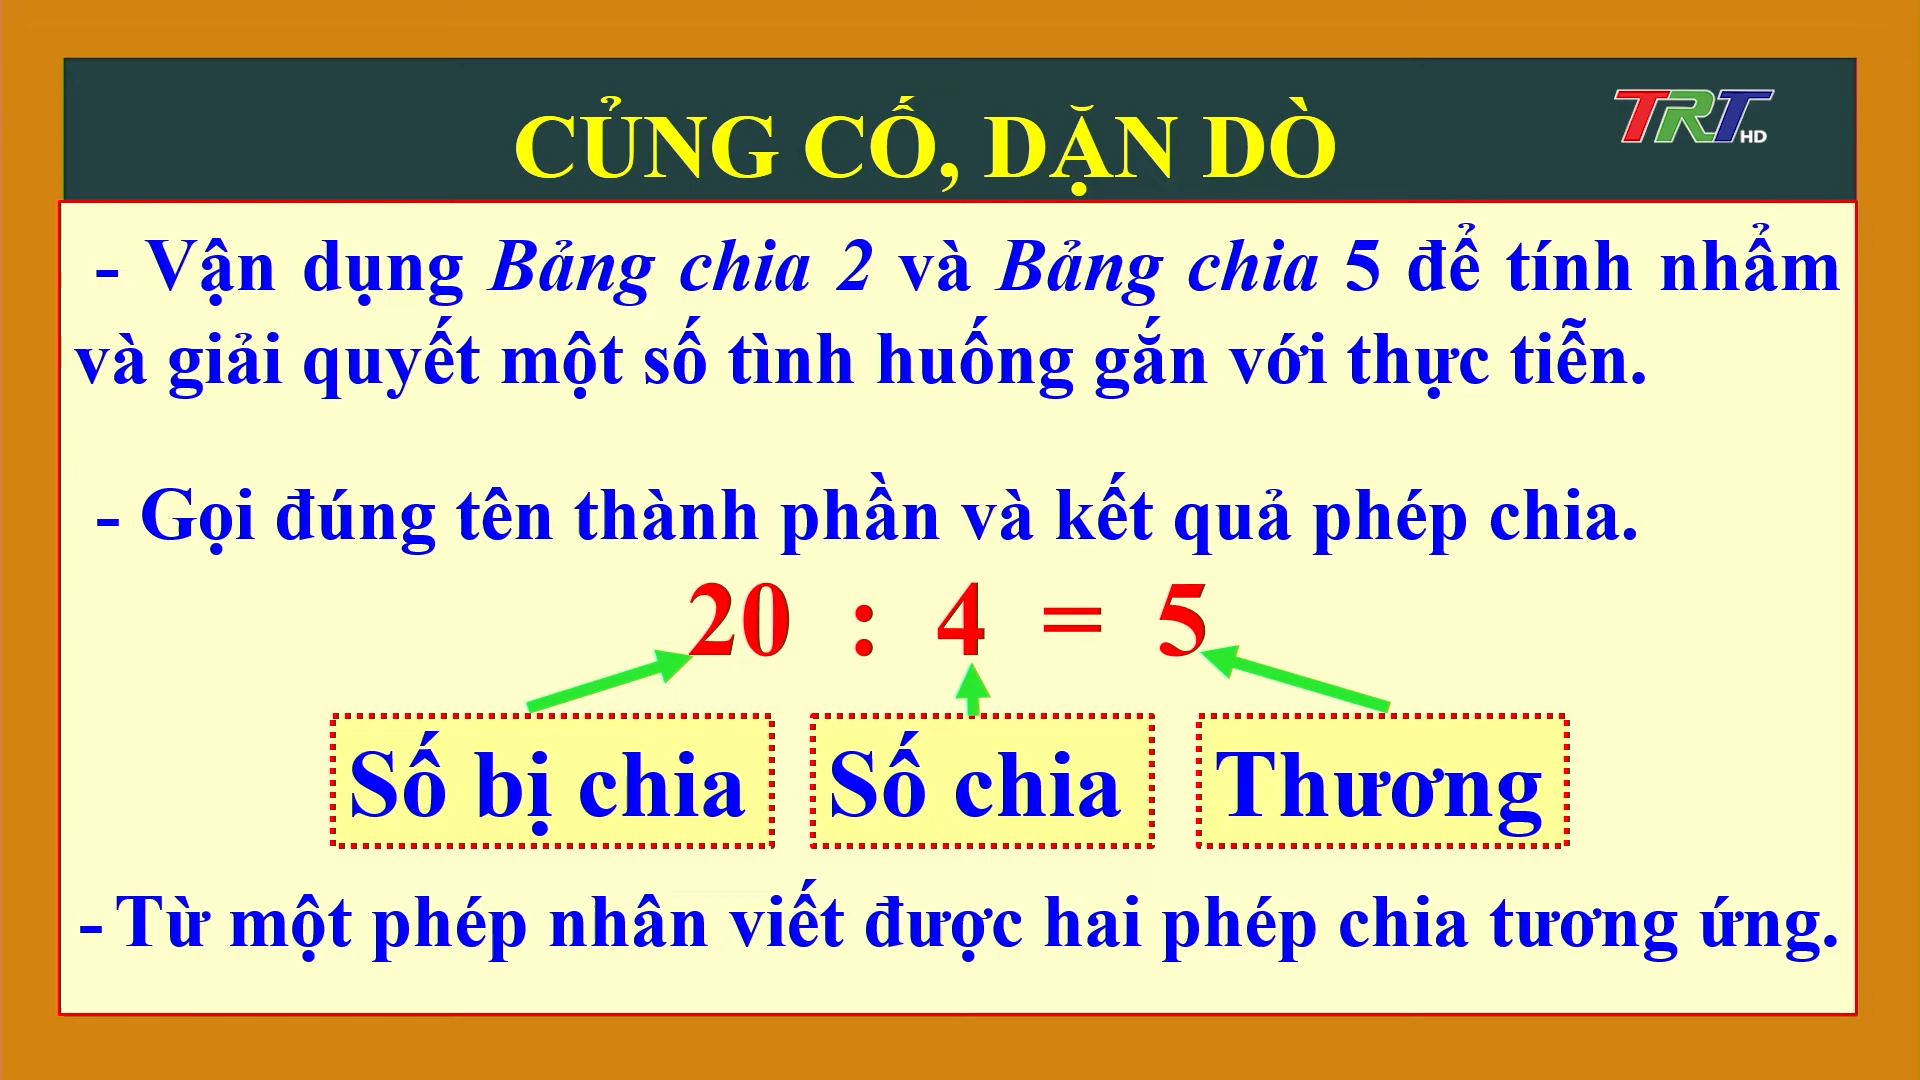 CỦNG CỐ, DẶN DÒ
TRT HD
- Vận dụng Bảng chia 2 và Bảng chia 5 để tính nhẩm
và giải quyết một số tình huống gắn với thực tiễn.
- Gọi đúng tên thành phần và kết quả phép chia.
20 : 4 = 5
Số bị chia Số chia Thương
- Từ một phép nhân viết được hai phép chia tương ứng.